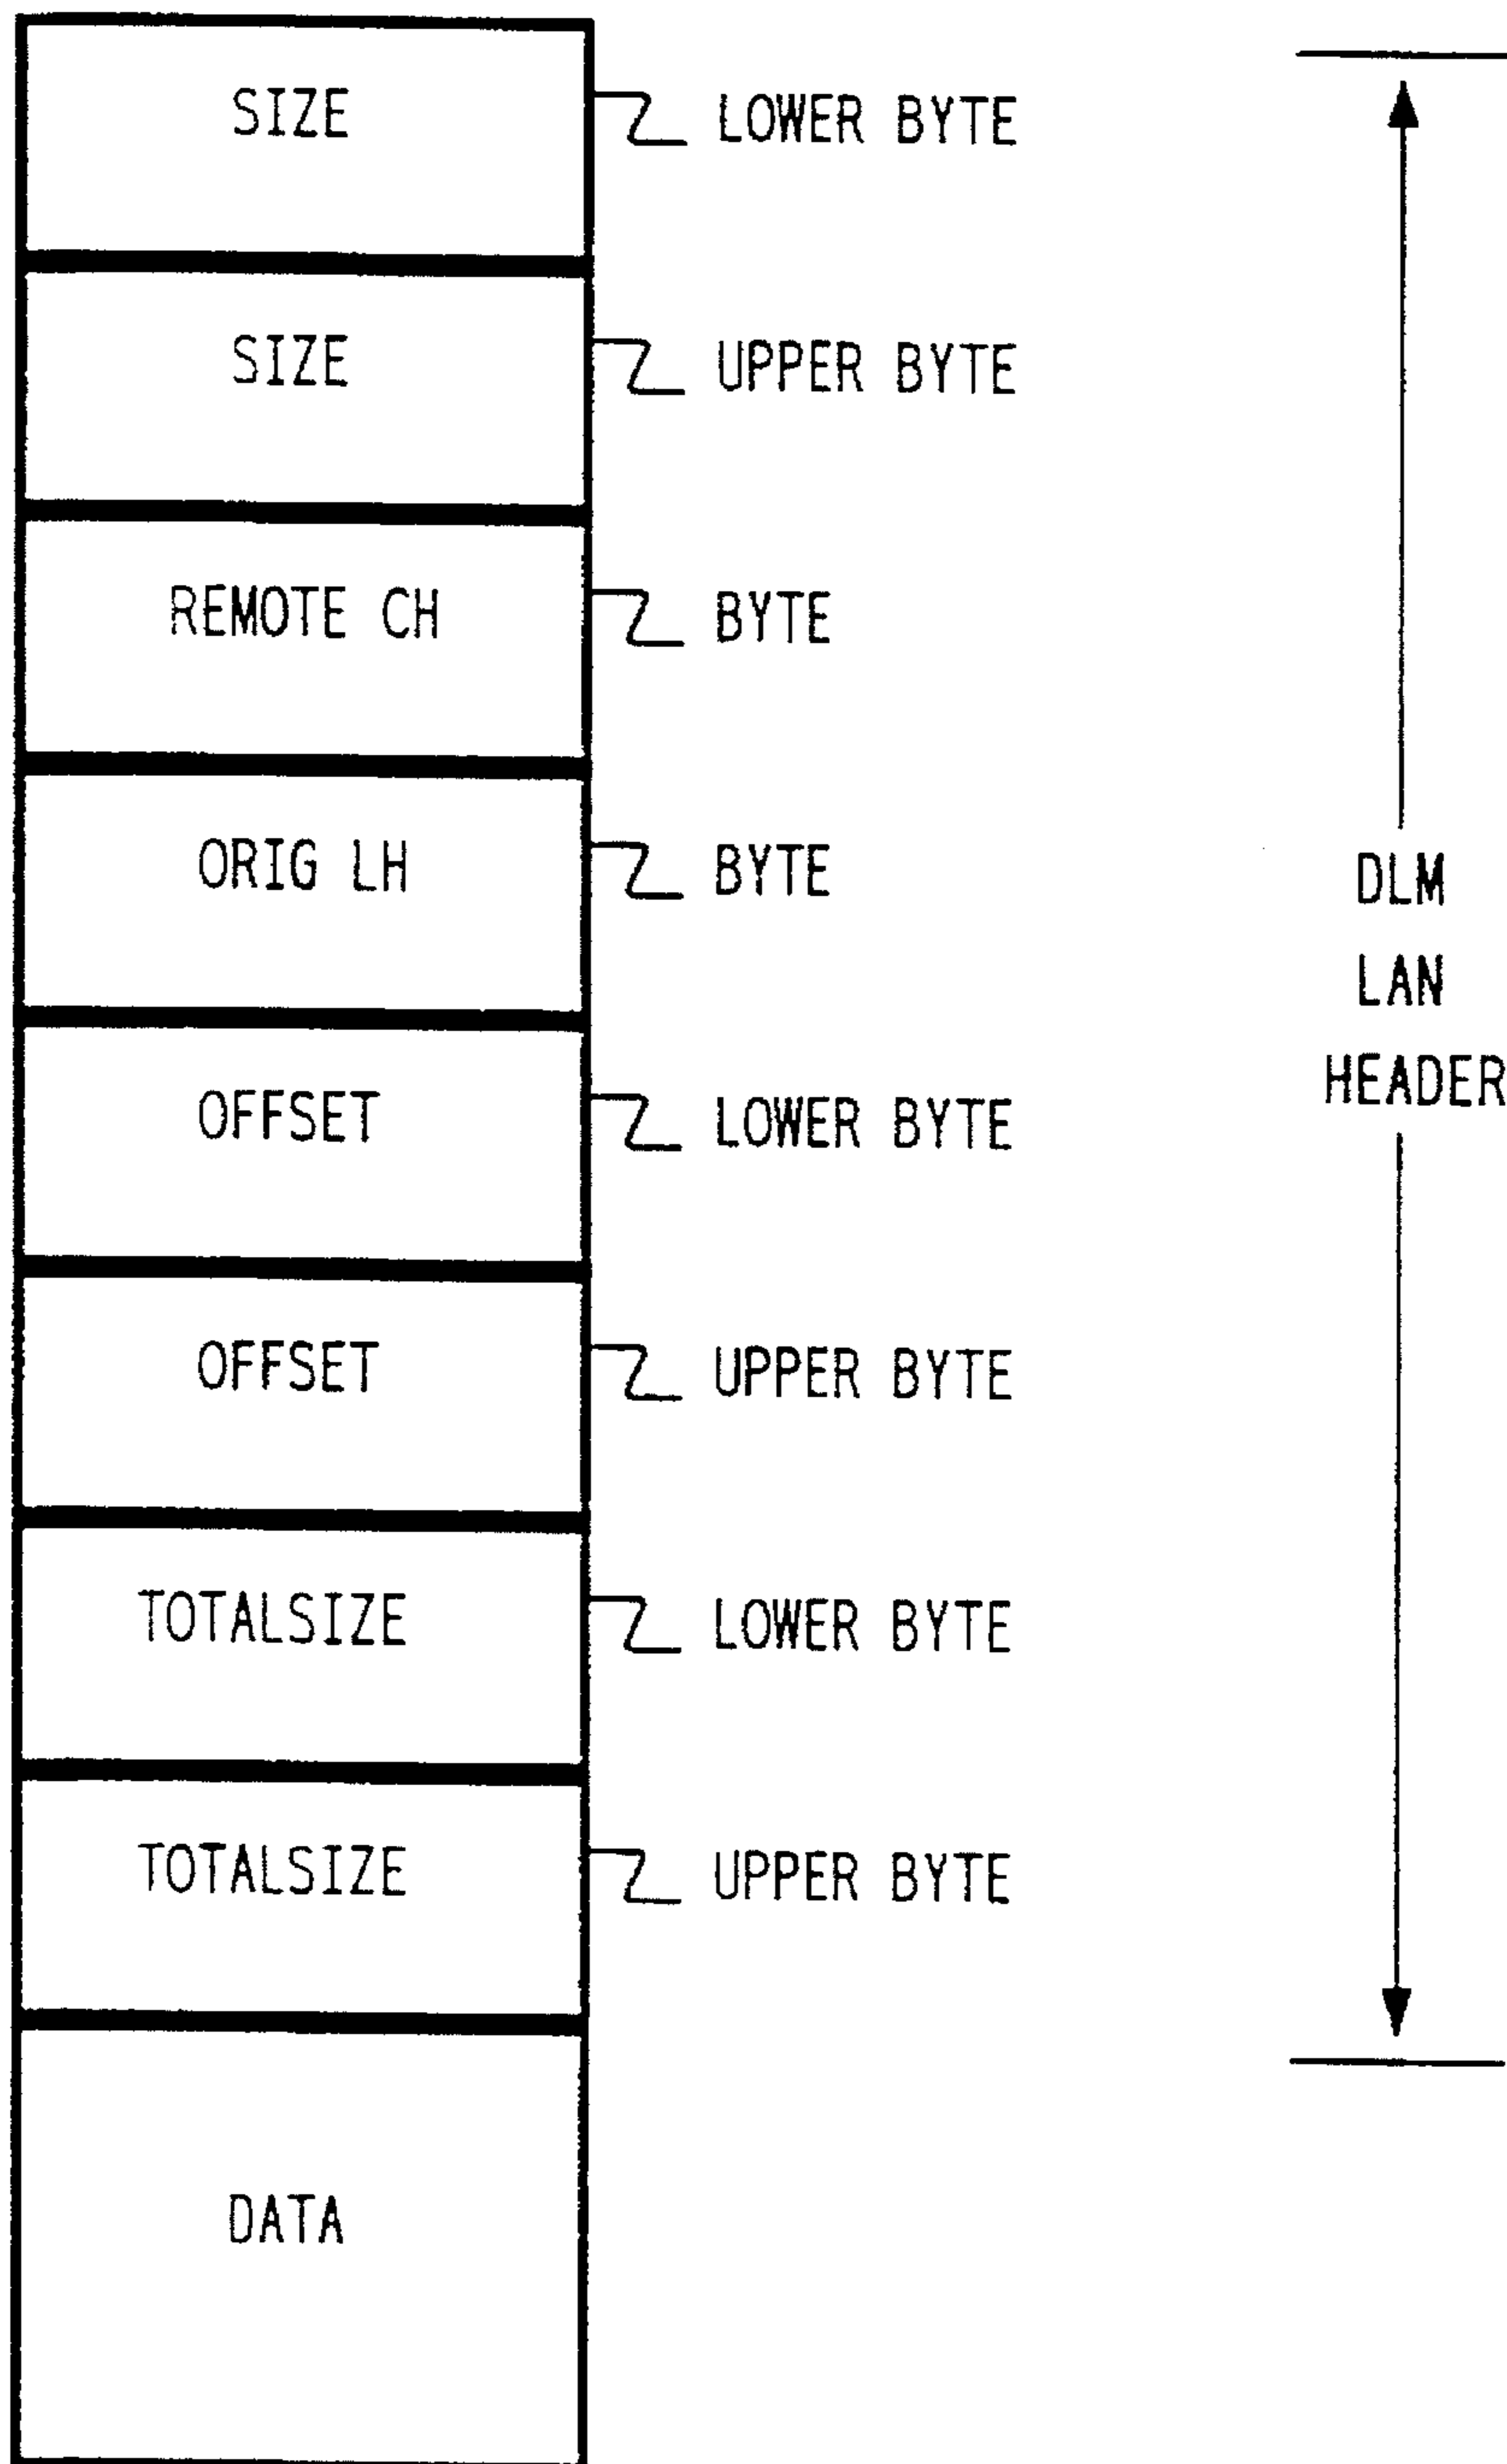 SIZE LOWER BYTE
SIZE UPPER BYTE
REMOTE CH BYTE
ORIG LH BYTE
OFFSET LOWER BYTE
OFFSET UPPER BYTE
TOTALSIZE LOWER BYTE
TOTALSIZE UPPER BYTE
DATA
DLM
LAN
HEADER